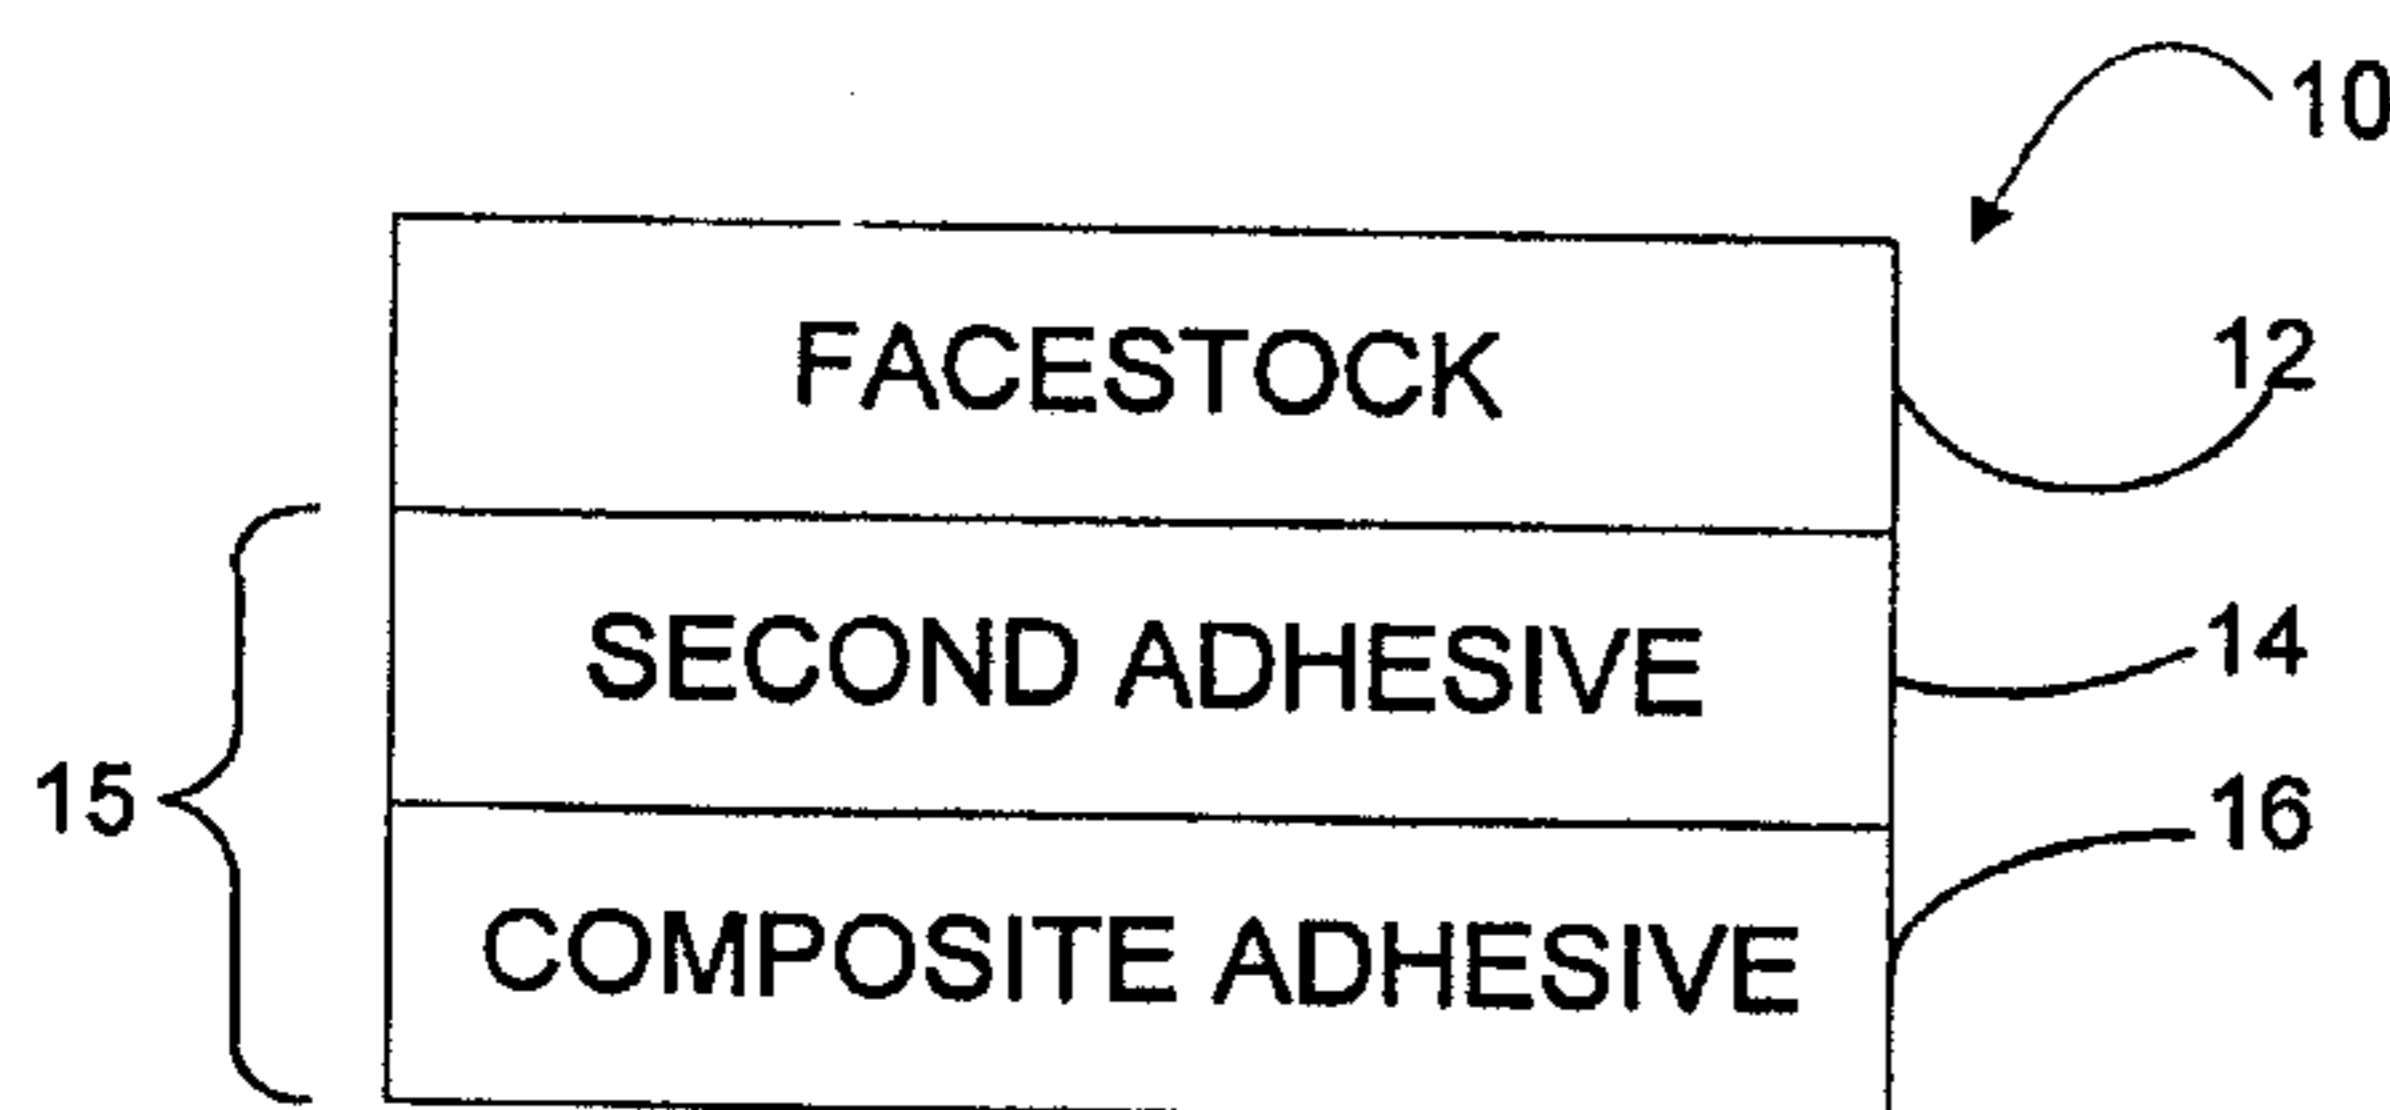 10
FACESTOCK 12
SECOND ADHESIVE 14
15 16
COMPOSITE ADHESIVE